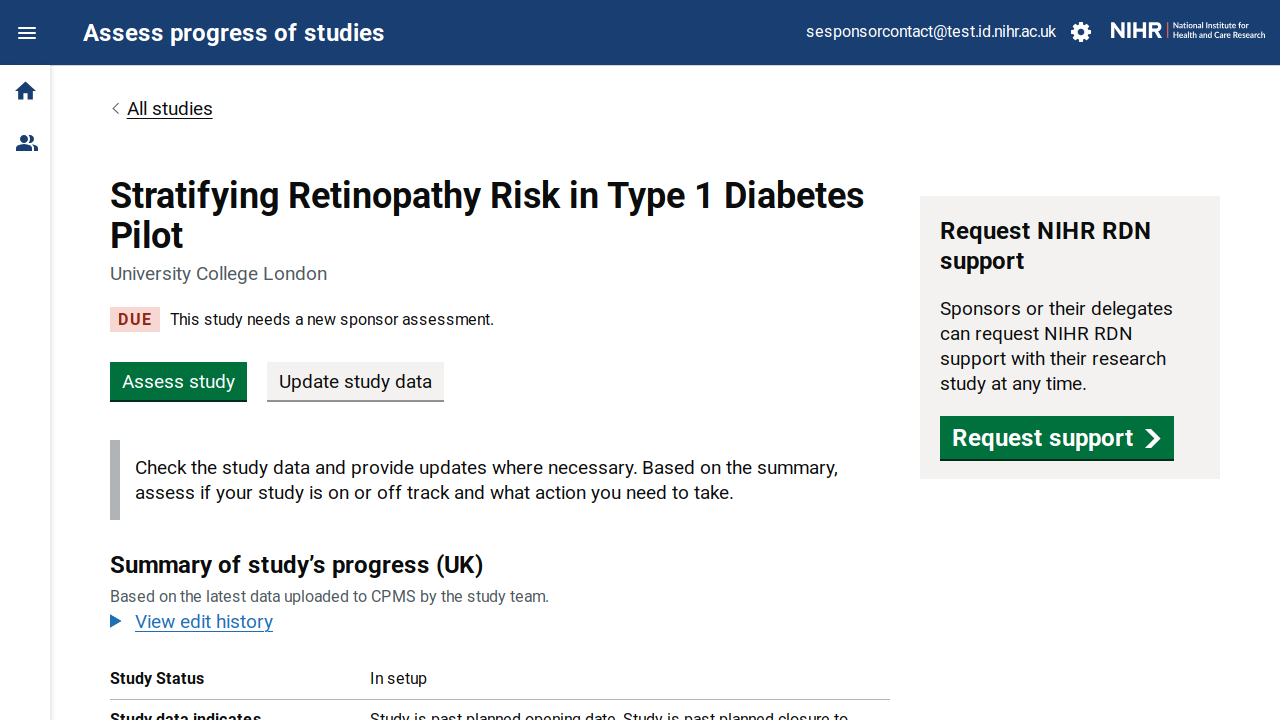 Assess progress of studies
sesponsorcontact@test.id.nihr.ac.uk
NIHR
National Institute for
Health and Care Research
All studies
Stratifying Retinopathy Risk in Type 1 Diabetes
Pilot
University College London
DUE This study needs a new sponsor assessment.
Assess study
Update study data
Check the study data and provide updates where necessary. Based on the summary,
assess if your study is on or off track and what action you need to take.
Summary of study’s progress (UK)
Based on the latest data uploaded to CPMS by the study team.
View edit history
Study Status In setup
Study data indicates Study is past planned opening date, Study is past planned closure to
Request NIHR RDN
support
Sponsors or their delegates
can request NIHR RDN
support with their research
study at any time.
Request support